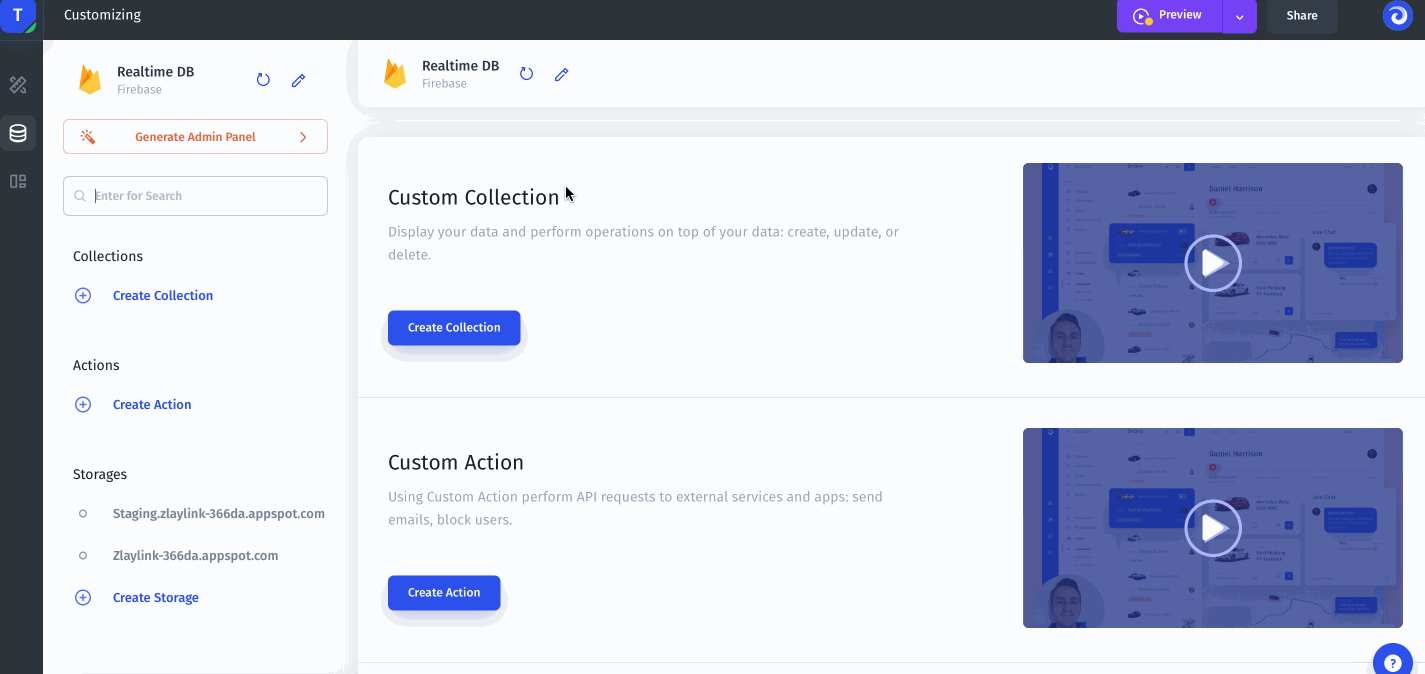 T
Customizing
Preview
Share
Realtime DB
Firebase
Generate Admin Panel
Enter for Search
Collections
Create Collection
Actions
Create Action
Storages
Staging.zlaylink-366da.appspot.com
Zlaylink-366da.appspot.com
Create Storage
Realtime DB
Firebase
Custom Collection
Display your data and perform operations on top of your data: create, update, or
delete.
Create Collection
Daniel Harrison
Live Chat
Custom Action
Using Custom Action perform API requests to external services and apps: send
emails, block users.
Create Action
Daniel Harrison
Live Chat
?